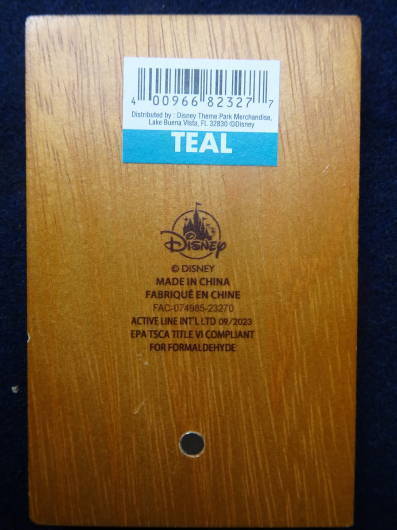 4 00966 82327 7
Distributed by : Disney Theme Park Merchandise,
Lake Buena Vista, FL 32830 ©Disney
TEAL
Disney
© DISNEY
MADE IN CHINA
FABRIQUÉ EN CHINE
FAC-074985-23270
ACTIVE LINE INT'L LTD 09/2023
EPA TSCA TITLE VI COMPLIANT
FOR FORMALDEHYDE